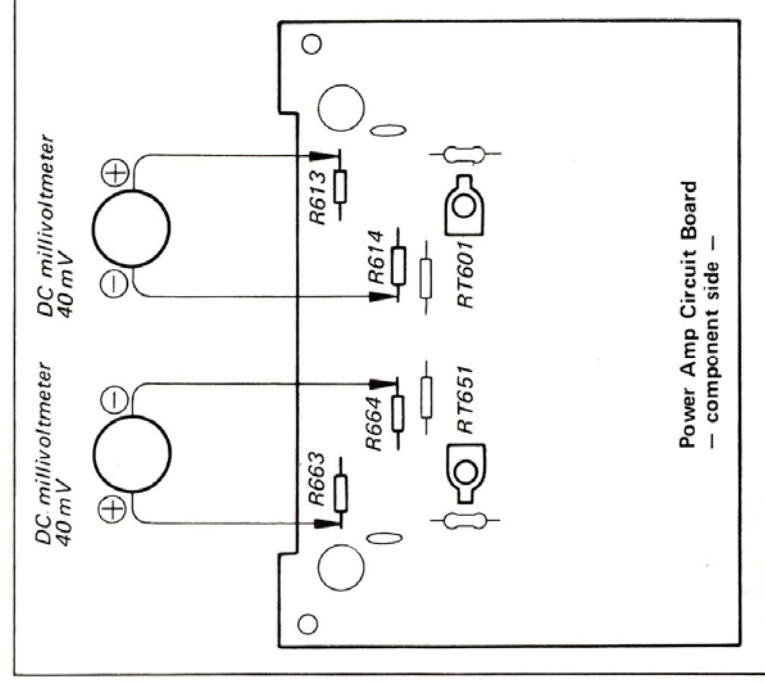 DC millivoltmeter
40 mV
DC millivoltmeter
40 mV
+
−
−
+
R613
R614
RT601
R663
R664
RT651
Power Amp Circuit Board
– component side –